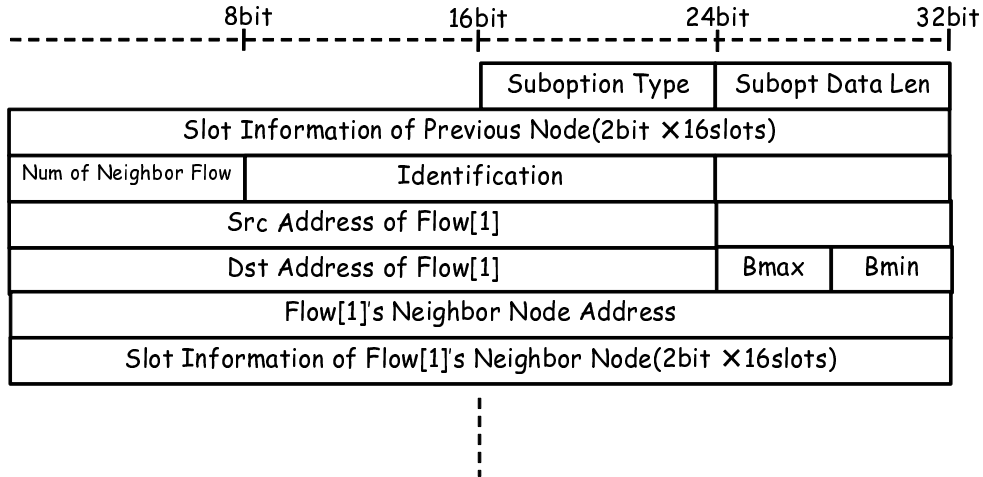 8bit 16bit 24bit 32bit
Suboption Type Subopt Data Len
Slot Information of Previous Node(2bit ×16slots)
Num of Neighbor Flow Identification
Src Address of Flow[1]
Dst Address of Flow[1] Bmax Bmin
Flow[1]'s Neighbor Node Address
Slot Information of Flow[1]'s Neighbor Node(2bit ×16slots)